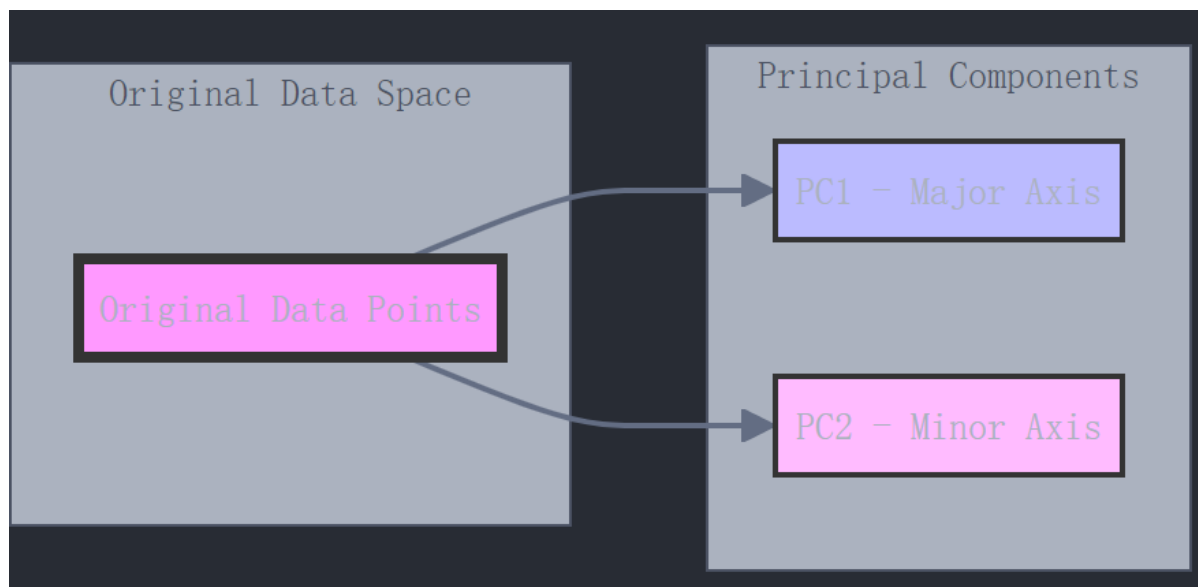 Original Data Space
Original Data Points
Principal Components
PC1 - Major Axis
PC2 - Minor Axis